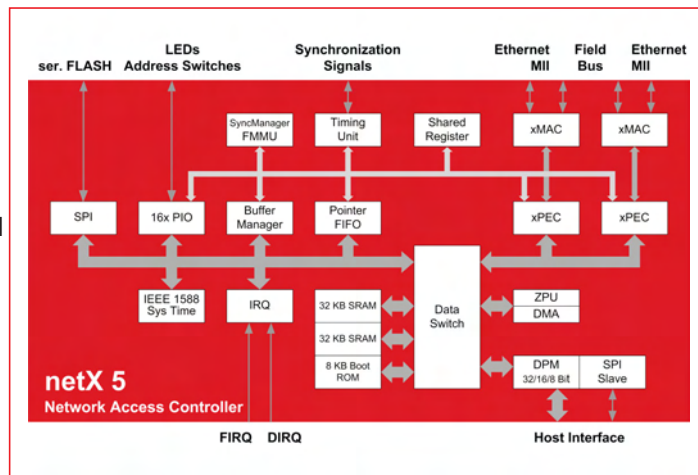 LEDs
Synchronization
Ethernet
Field
Ethernet
ser. FLASH
Address Switches
Signals
MII
Bus
MII
SyncManager
FMMU
Timing
Unit
Shared
Register
xMAC
xMAC
SPI
16x PIO
Buffer
Manager
Pointer
FIFO
xPEC
xPEC
IEEE 1588
Sys Time
IRQ
32 KB SRAM
32 KB SRAM
8 KB Boot
ROM
Data
Switch
ZPU
DMA
DPM
32/16/8 Bit
SPI
Slave
netX 5
Network Access Controller
FIRQ DIRQ
Host Interface